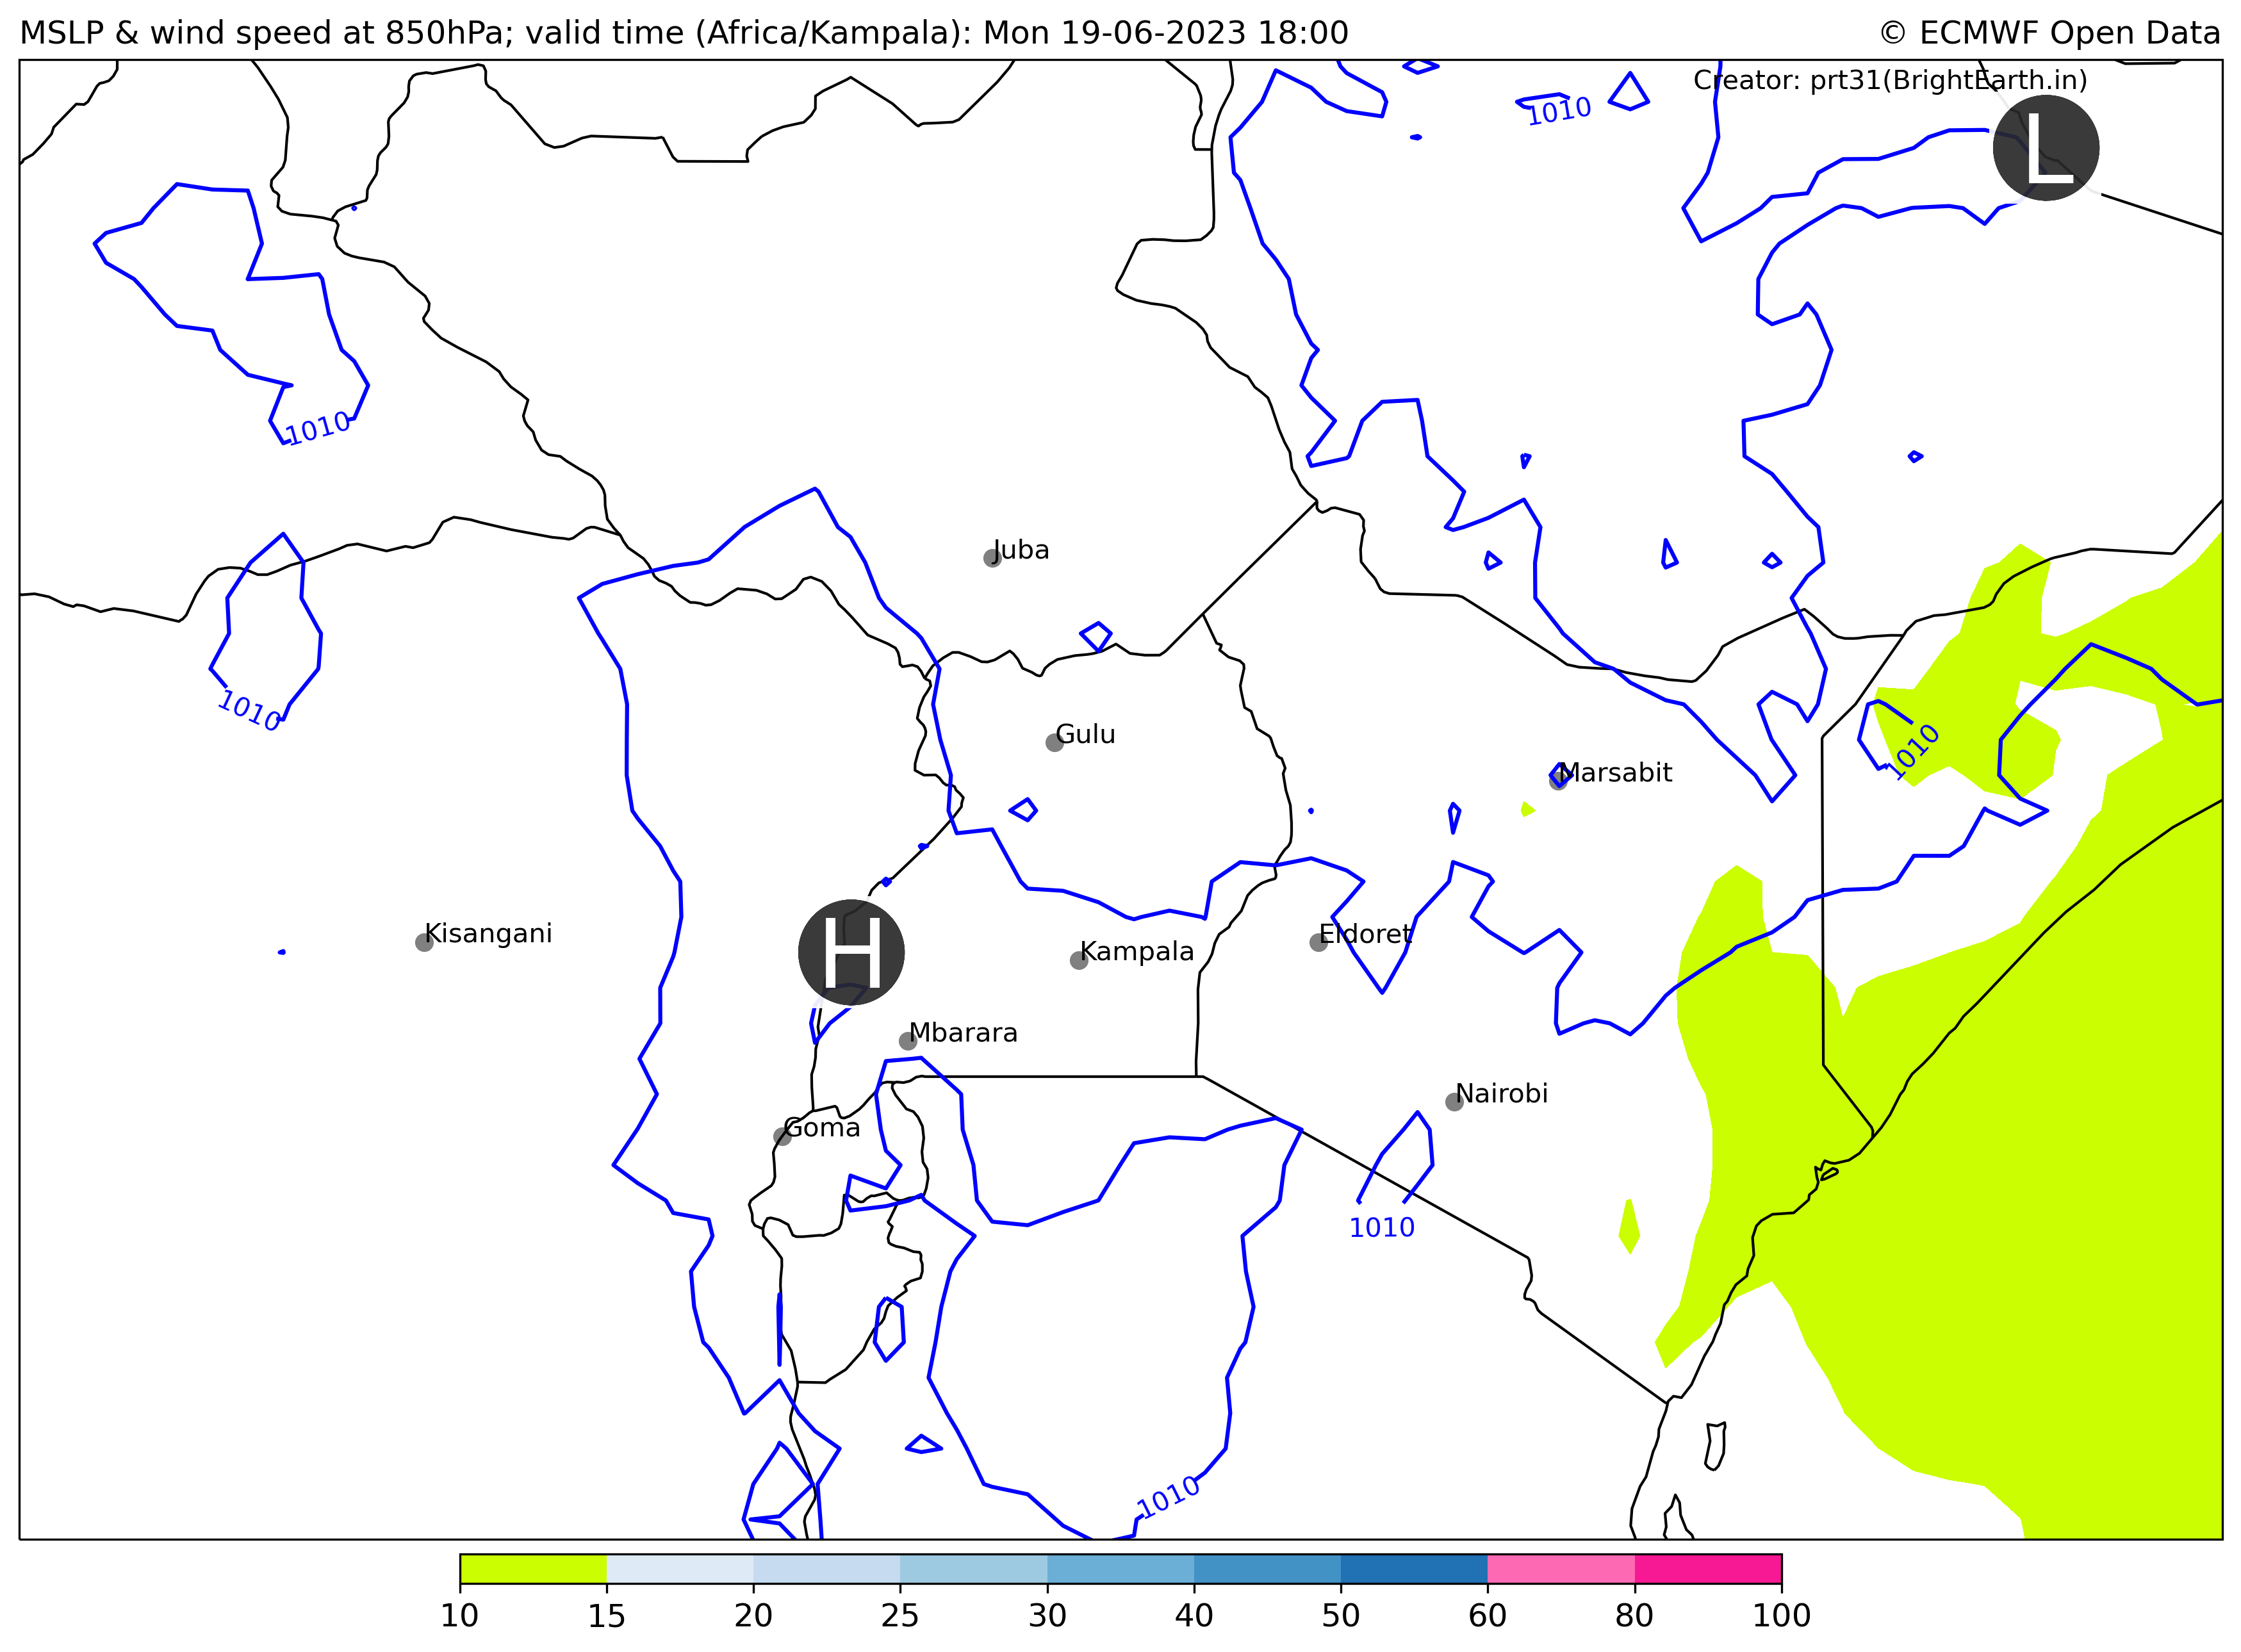 MSLP & wind speed at 850hPa; valid time (Africa/Kampala): Mon 19-06-2023 18:00
© ECMWF Open Data
Creator: prt31(BrightEarth.in)
1010
L
1010
Juba
1010
Gulu
1010
Marsabit
Kisangani
H
Kampala
Eldoret
Mbarara
Nairobi
Goma
1010
1010
10 15 20 25 30 40 50 60 80 100